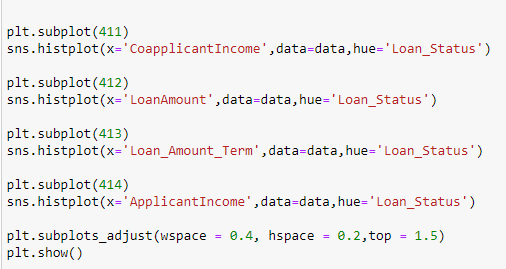 plt.subplot(411)
sns.histplot(x='CoapplicantIncome',data=data,hue='Loan_Status')
plt.subplot(412)
sns.histplot(x='LoanAmount',data=data,hue='Loan_Status')
plt.subplot(413)
sns.histplot(x='Loan_Amount_Term',data=data,hue='Loan_Status')
plt.subplot(414)
sns.histplot(x='ApplicantIncome',data=data,hue='Loan_Status')
plt.subplots_adjust(wspace = 0.4, hspace = 0.2,top = 1.5)
plt.show()